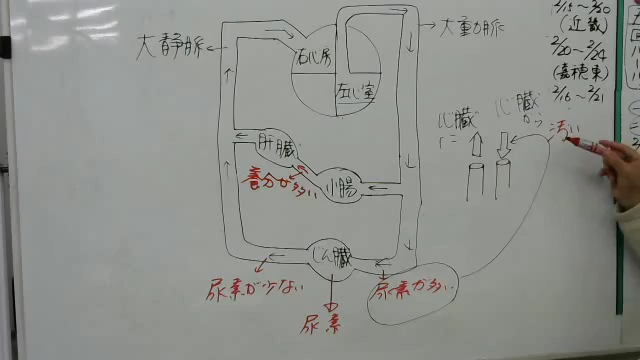 大静脈
右心房
左心室
大動脈
肝臓
養分が多い
小腸
じん臓
尿素が少ない
尿素
尿素が多い
心臓
に
心臓
から
(近畿)
2/20～2/24
(嘉穂東)
2/16～2/21